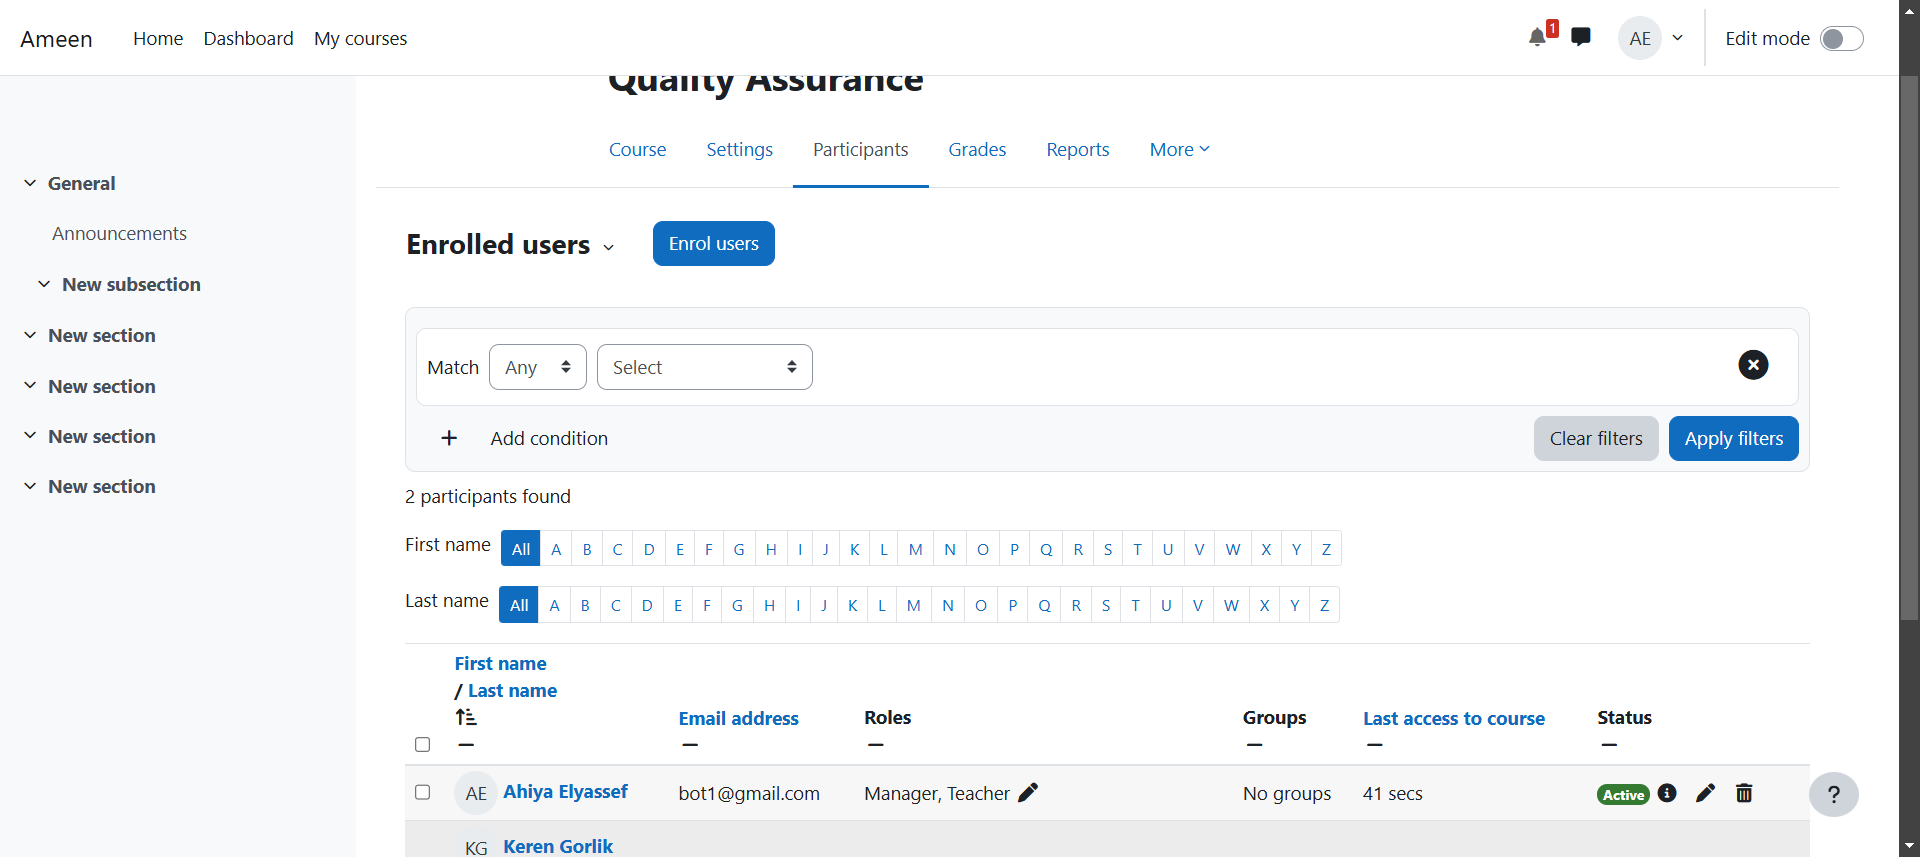 Ameen Home Dashboard My courses 1 AE Edit mode
Quality Assurance
Course Settings Participants Grades Reports More
General
Announcements
New subsection
New section
New section
New section
New section
Enrolled users Enrol users
Match Any Select
Add condition Clear filters Apply filters
2 participants found
First name All A B C D E F G H I J K L M N O P Q R S T U V W X Y Z
Last name All A B C D E F G H I J K L M N O P Q R S T U V W X Y Z
First name
/ Last name
Email address Roles Groups Last access to course Status
AE Ahiya Elyassef bot1@gmail.com Manager, Teacher No groups 41 secs Active
?
KG Keren Gorlik